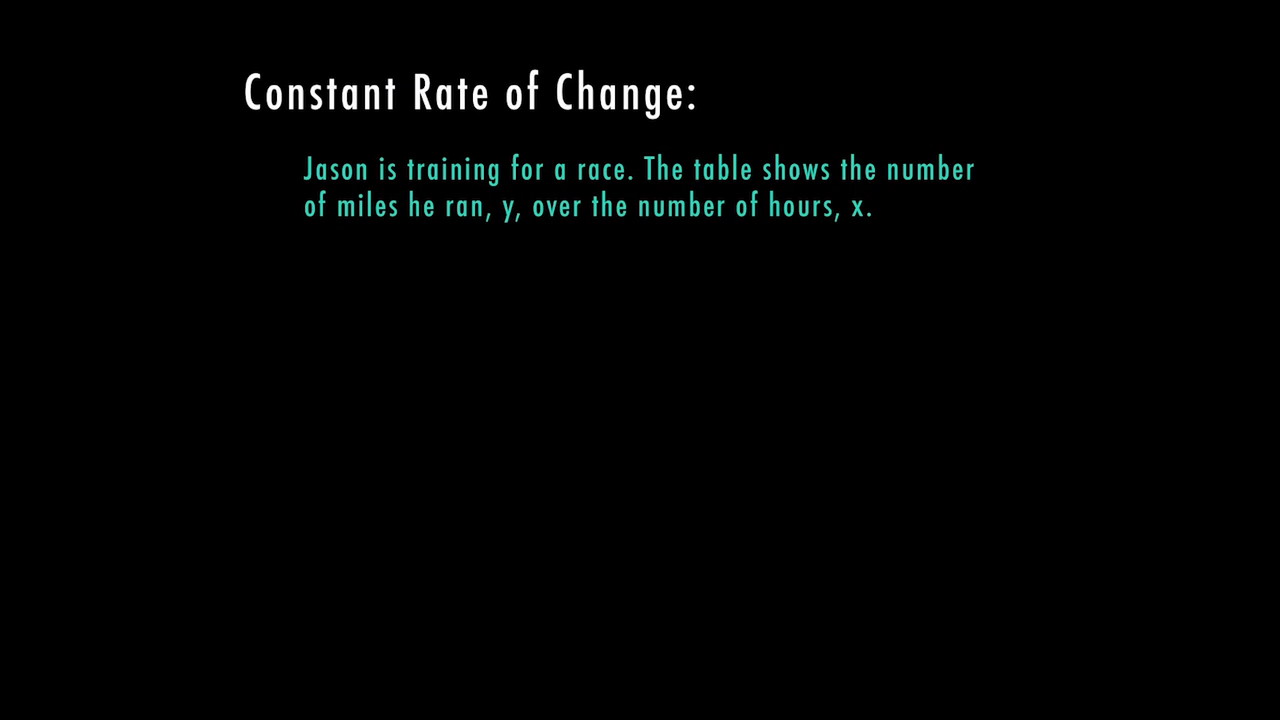 Constant Rate of Change:
Jason is training for a race. The table shows the number
of miles he ran, y, over the number of hours, x.